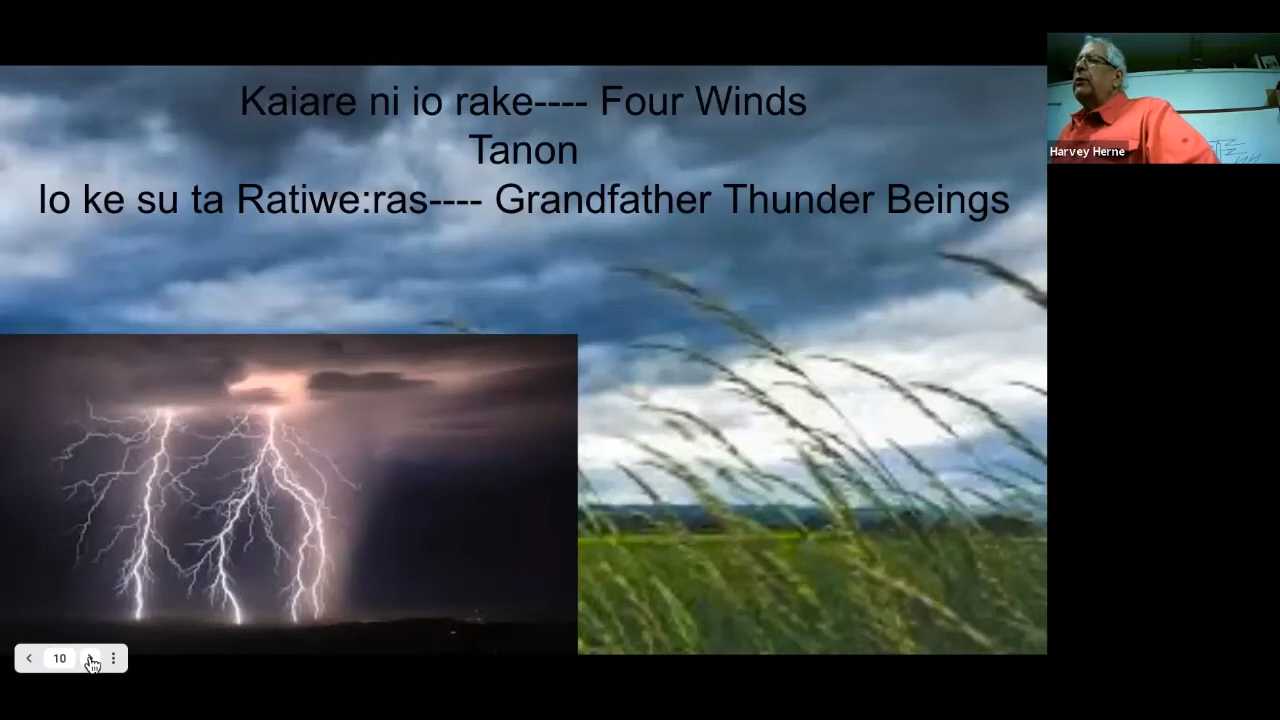 Kaiare ni io rake---- Four Winds
Tanon
Io ke su ta Ratiwe:ras---- Grandfather Thunder Beings
Harvey Herne
10